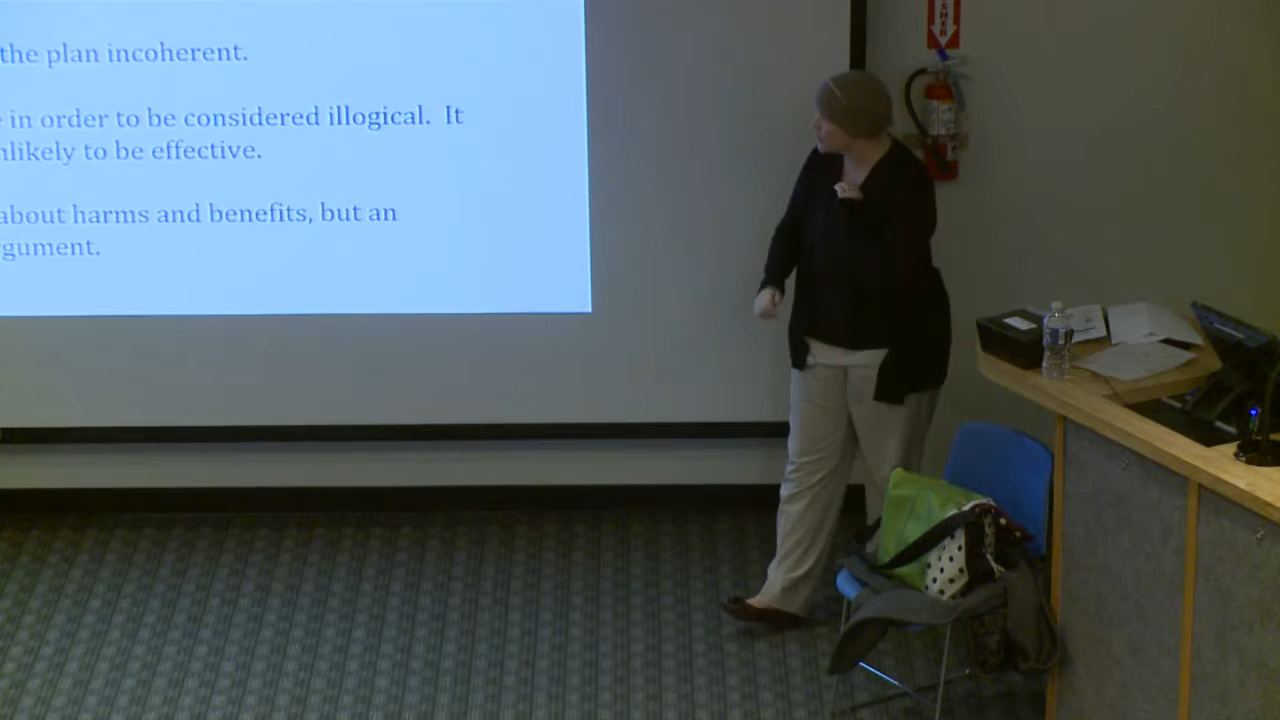 the plan incoherent.
in order to be considered illogical.  It
likely to be effective.
about harms and benefits, but an
gument.